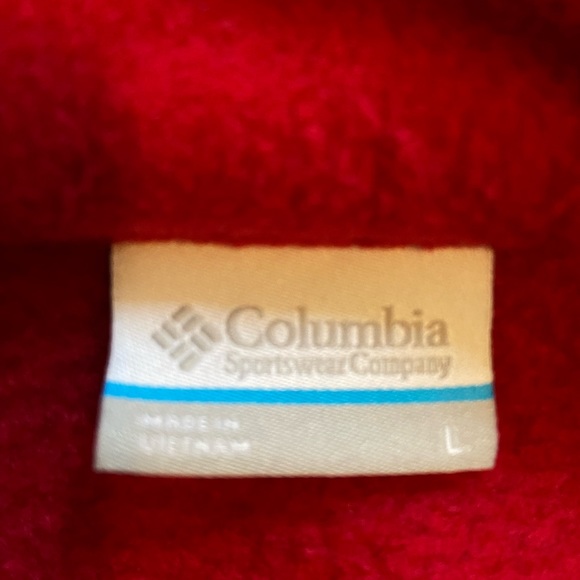 Columbia
Sportswear Company
MADE IN
VIETNAM
L